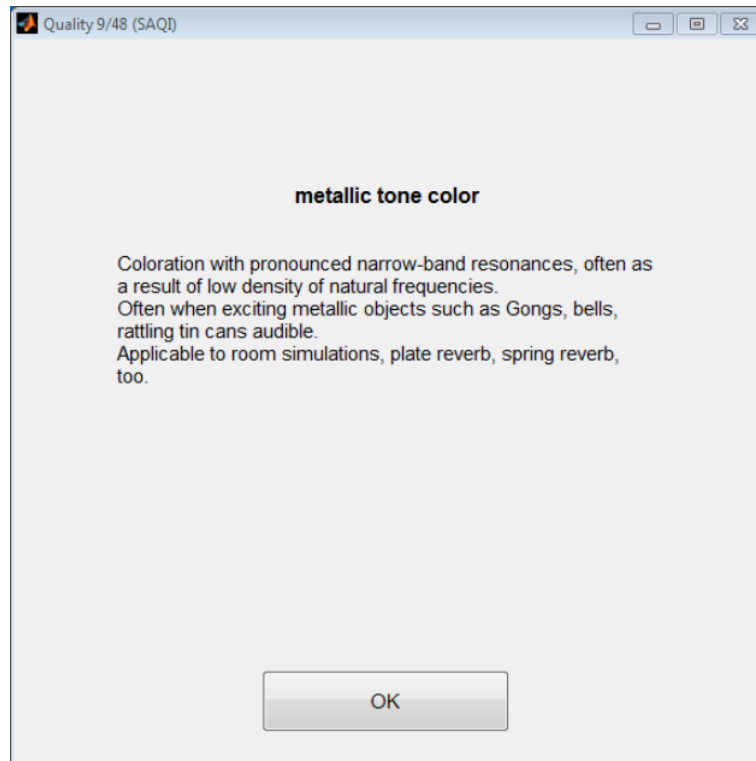 Quality 9/48 (SAQI)
metallic tone color
Coloration with pronounced narrow-band resonances, often as
a result of low density of natural frequencies.
Often when exciting metallic objects such as Gongs, bells,
rattling tin cans audible.
Applicable to room simulations, plate reverb, spring reverb,
too.
OK